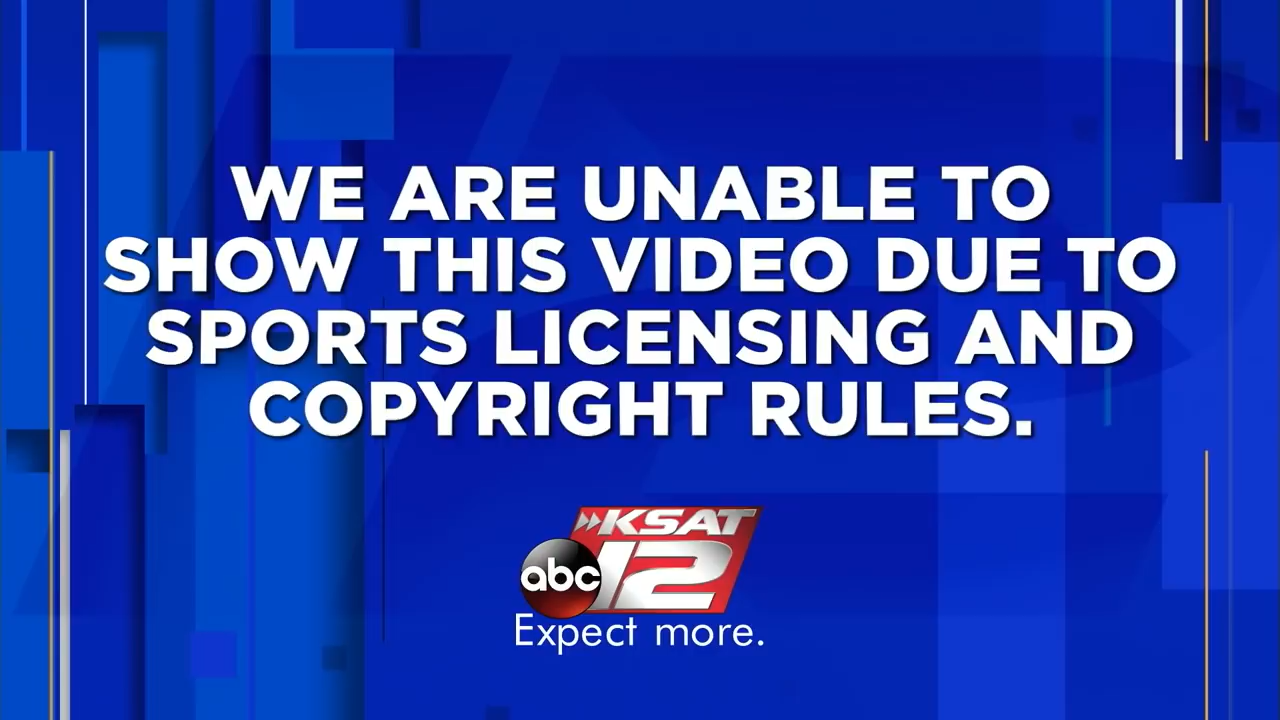 WE ARE UNABLE TO
SHOW THIS VIDEO DUE TO
SPORTS LICENSING AND
COPYRIGHT RULES.
KSAT
abc 12
Expect more.